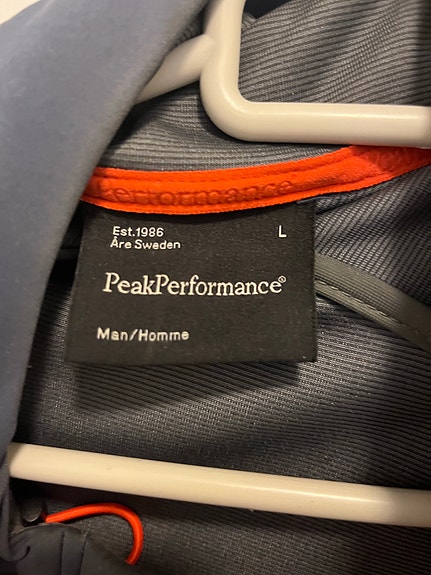 Performance
Est.1986 L
Åre Sweden
PeakPerformance®
Man/Homme